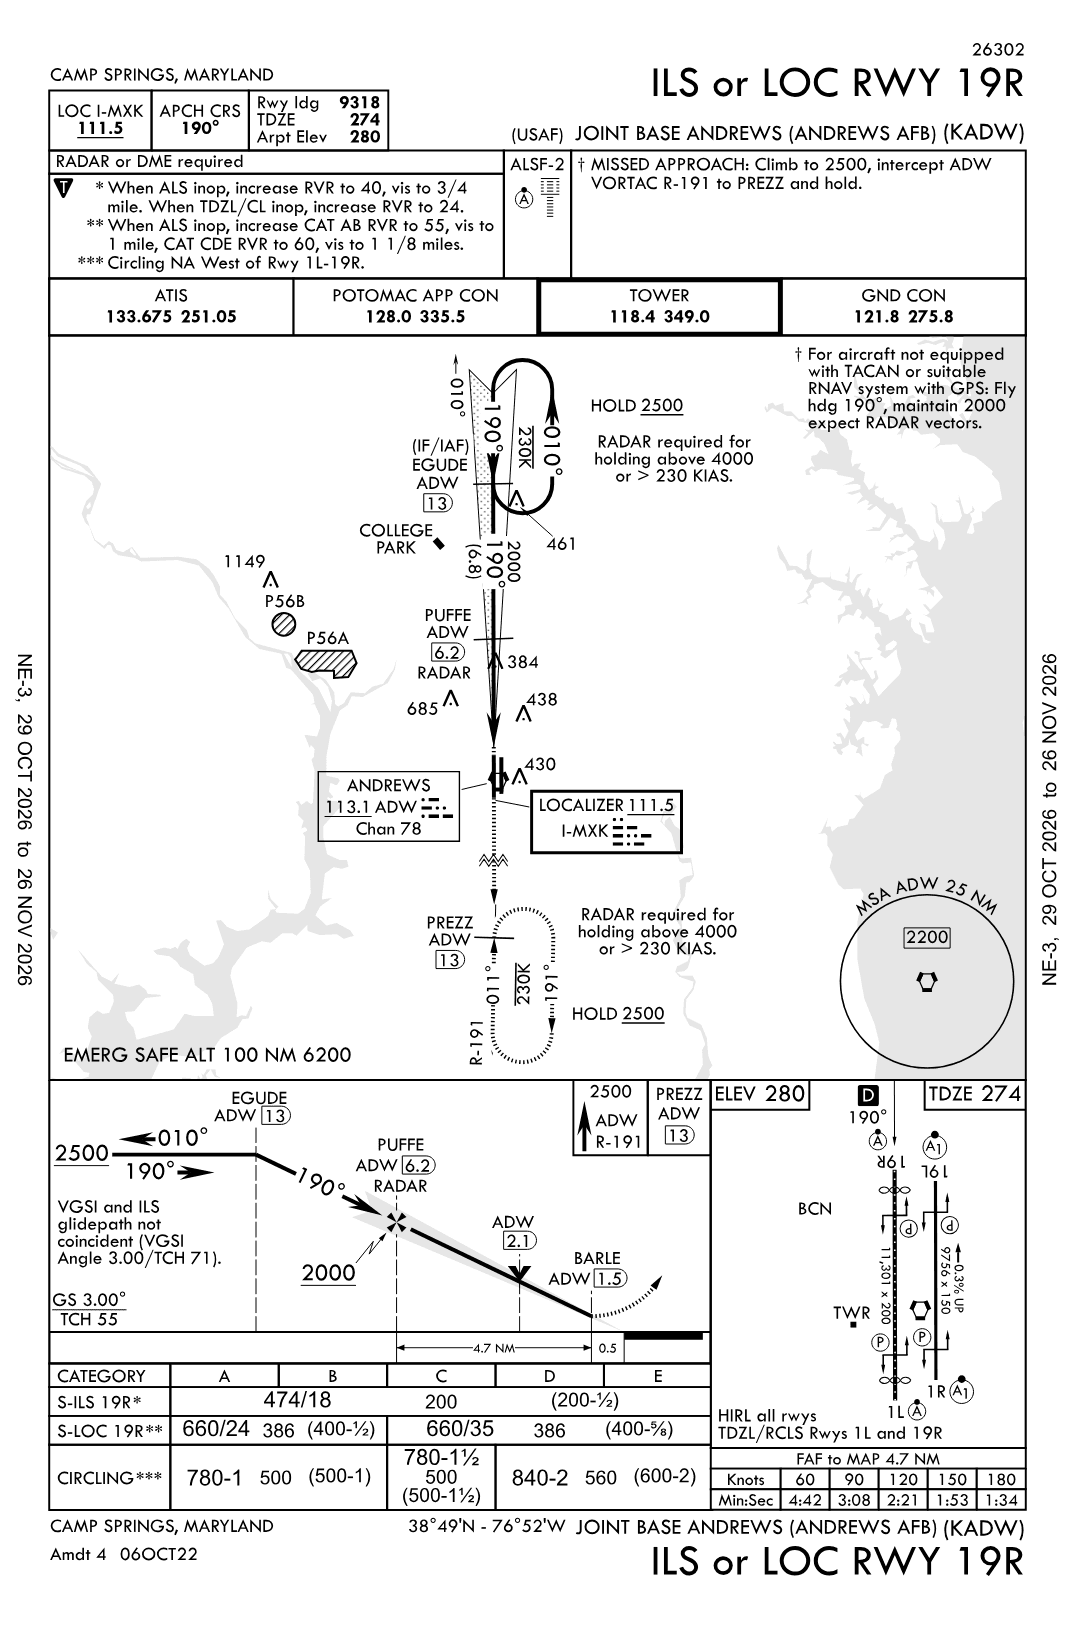 26302
CAMP SPRINGS, MARYLAND
ILS or LOC RWY 19R
LOC I-MXK
111.5
APCH CRS
190°
Rwy ldg 9318
TDZE 274
Arpt Elev 280
(USAF) JOINT BASE ANDREWS (ANDREWS AFB) (KADW)
RADAR or DME required
T
* When ALS inop, increase RVR to 40, vis to 3/4
mile. When TDZL/CL inop, increase RVR to 24.
** When ALS inop, increase CAT AB RVR to 55, vis to
1 mile, CAT CDE RVR to 60, vis to 1 1/8 miles.
*** Circling NA West of Rwy 1L-19R.
ALSF-2
A
† MISSED APPROACH: Climb to 2500, intercept ADW
VORTAC R-191 to PREZZ and hold.
ATIS
133.675 251.05
POTOMAC APP CON
128.0 335.5
TOWER
118.4 349.0
GND CON
121.8 275.8
† For aircraft not equipped
with TACAN or suitable
RNAV system with GPS: Fly
hdg 190°, maintain 2000
expect RADAR vectors.
010°
190°
230K
010°
HOLD 2500
RADAR required for
holding above 4000
or > 230 KIAS.
(IF/IAF)
EGUDE
ADW
13
461
COLLEGE
PARK
2000
190°
(6.8)
1149
P56B
P56A
PUFFE
ADW
6.2
RADAR
384
685
438
430
ANDREWS
113.1 ADW
Chan 78
LOCALIZER 111.5
I-MXK
PREZZ
ADW
13
RADAR required for
holding above 4000
or > 230 KIAS.
011°
230K
191°
R-191
HOLD 2500
MSA ADW 25 NM
2200
EMERG SAFE ALT 100 NM 6200
NE-3, 29 OCT 2026 to 26 NOV 2026
NE-3, 29 OCT 2026 to 26 NOV 2026
EGUDE
ADW 13
2500
010°
190°
190°
PUFFE
ADW 6.2
RADAR
2500
ADW
R-191
PREZZ
ADW
13
VGSI and ILS
glidepath not
coincident (VGSI
Angle 3.00/TCH 71).
2000
ADW
2.1
BARLE
ADW 1.5
GS 3.00°
TCH 55
4.7 NM
0.5
ELEV 280
D
TDZE 274
190°
A
A1
19R
19L
BCN
P
P
11,301 x 200
9756 x 150
0.3% UP
TWR
P
P
1R
A1
1L
A
HIRL all rwys
TDZL/RCLS Rwys 1L and 19R
CATEGORY A B C D E
S-ILS 19R* 474/18 200 (200-½)
S-LOC 19R** 660/24 386 (400-½) 660/35 386 (400-⅝)
CIRCLING*** 780-1 500 (500-1) 780-1½ 500 (500-1½) 840-2 560 (600-2)
FAF to MAP 4.7 NM
Knots 60 90 120 150 180
Min:Sec 4:42 3:08 2:21 1:53 1:34
CAMP SPRINGS, MARYLAND
38°49'N - 76°52'W JOINT BASE ANDREWS (ANDREWS AFB) (KADW)
Amdt 4 06OCT22
ILS or LOC RWY 19R